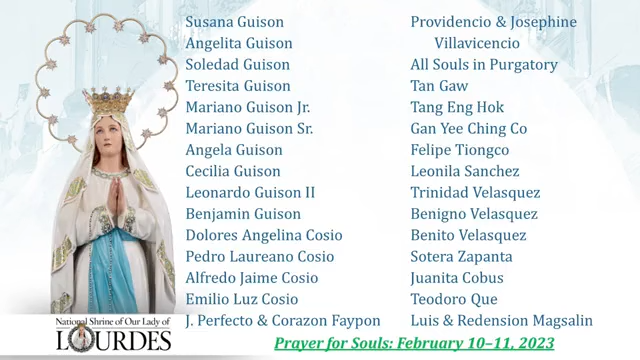 Susana Guison
Angelita Guison
Soledad Guison
Teresita Guison
Mariano Guison Jr.
Mariano Guison Sr.
Angela Guison
Cecilia Guison
Leonardo Guison II
Benjamin Guison
Dolores Angelina Cosio
Pedro Laureano Cosio
Alfredo Jaime Cosio
Emilio Luz Cosio
J. Perfecto & Corazon Faypon
Providencio & Josephine
Villavicencio
All Souls in Purgatory
Tan Gaw
Tang Eng Hok
Gan Yee Ching Co
Felipe Tiongco
Leonila Sanchez
Trinidad Velasquez
Benigno Velasquez
Benito Velasquez
Sotera Zapanta
Juanita Cobus
Teodoro Que
Luis & Redension Magsalin
National Shrine of Our Lady of
LOURDES
Prayer for Souls: February 10–11, 2023